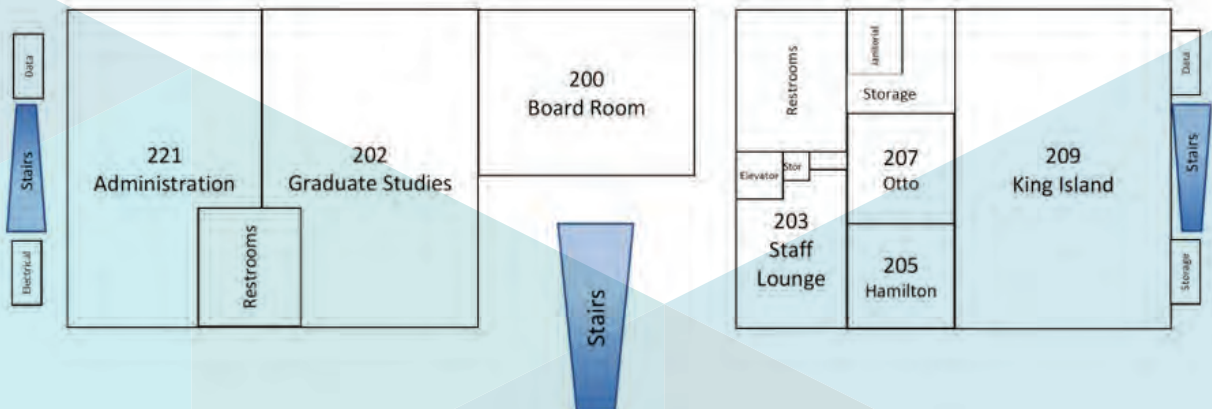 Data
Stairs
Electrical
221
Administration
Restrooms
202
Graduate Studies
200
Board Room
Stairs
Restrooms
Janitorial
Storage
Elevator
Stor
203
Staff
Lounge
207
Otto
205
Hamilton
209
King Island
Data
Stairs
Storage